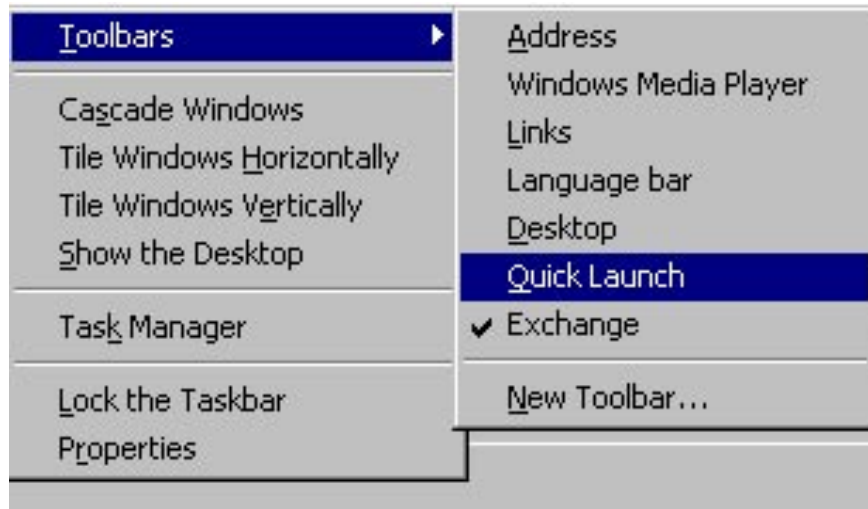 Toolbars
Cascade Windows
Tile Windows Horizontally
Tile Windows Vertically
Show the Desktop
Task Manager
Lock the Taskbar
Properties
Address
Windows Media Player
Links
Language bar
Desktop
Quick Launch
Exchange
New Toolbar...